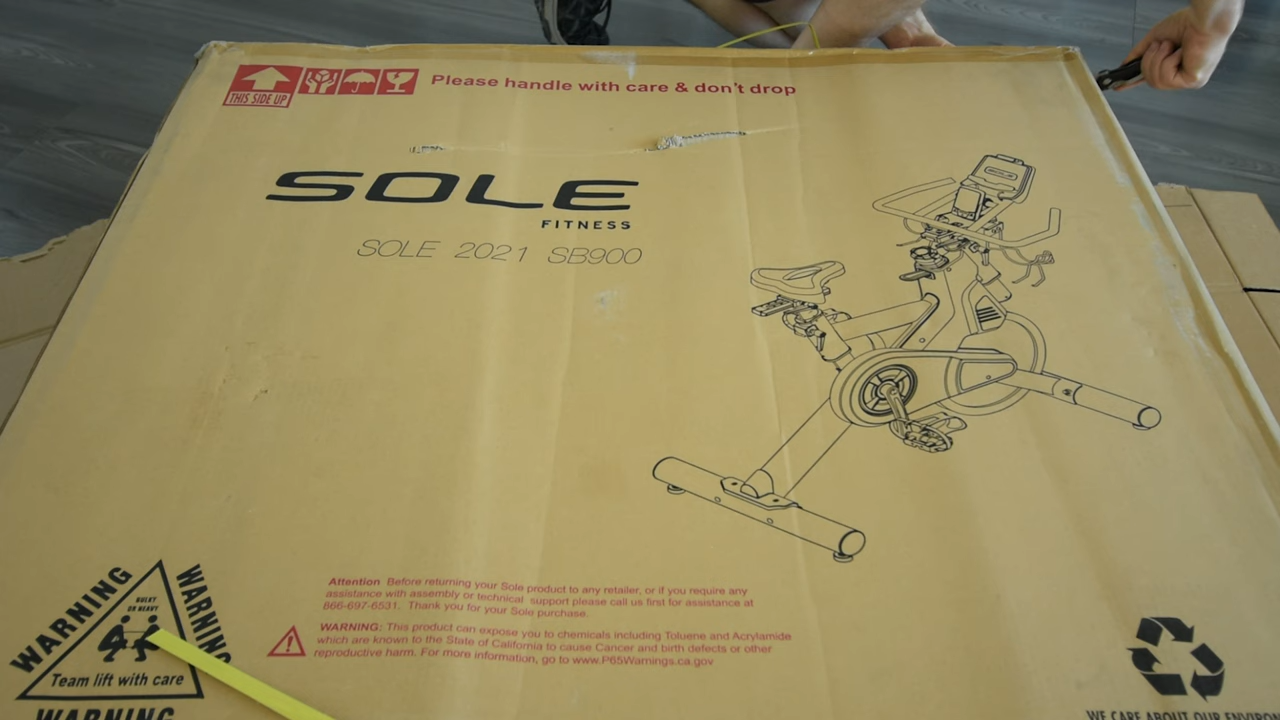 THIS SIDE UP
Please handle with care & don't drop
SOLE
FITNESS
SOLE 2021 SB900
WARNING
WARNING
BULKY
OR HEAVY
Team lift with care
WARNING
Attention Before returning your Sole product to any retailer, or if you require any
assistance with assembly or technical support please call us first for assistance at
866-697-6531. Thank you for your Sole purchase.
WARNING: This product can expose you to chemicals including Toluene and Acrylamide
which are known to the State of California to cause Cancer and birth defects or other
reproductive harm. For more information, go to www.P65Warnings.ca.gov
WE CARE ABOUT OUR ENVIRON